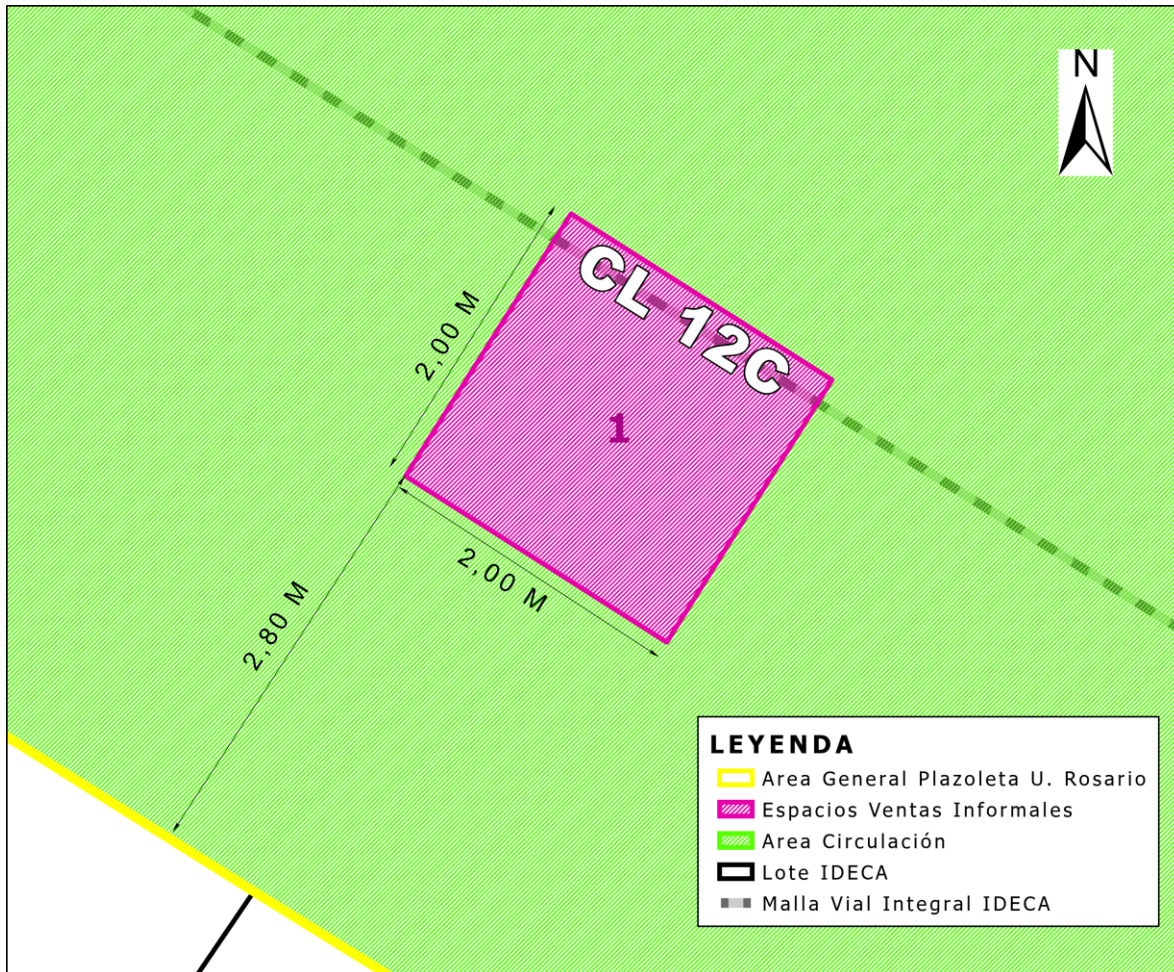 N
CL 12C
2,00 M
1
2,00 M
2,80 M
LEYENDA
Area General Plazoleta U. Rosario
Espacios Ventas Informales
Area Circulación
Lote IDECA
Malla Vial Integral IDECA